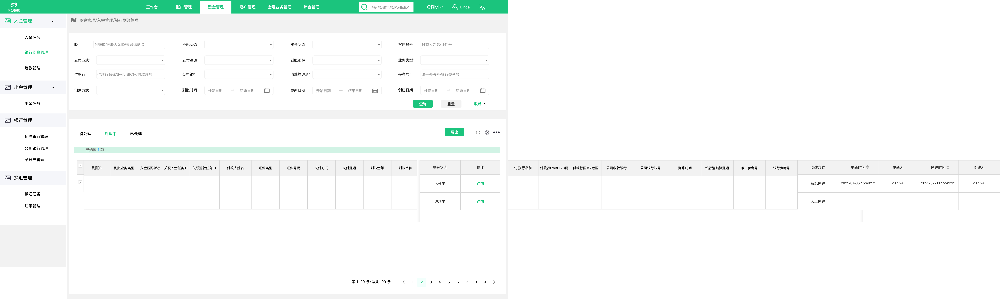 華盛集團
工作台
账户管理
资金管理
客户管理
金融业务管理
综合管理
华盛号/钱包号/Portfolio/
CRM
Linda
入金管理
入金任务
银行到账管理
退款管理
出金管理
出金任务
银行管理
标准银行管理
公司银行管理
子账户管理
换汇管理
换汇任务
汇率管理
资金管理/入金管理/银行到账管理
ID： 到账ID/关联入金ID/关联退款ID
匹配状态：
资金状态：
客户账号： 付款人姓名/证件号
支付方式：
支付通道：
到账币种：
业务类型：
付款行： 付款行名称/Swift BIC码/付款账号
公司银行：
清结算通道：
参考号： 唯一参考号/银行参考号
创建方式：
到账时间 开始日期 → 结束日期
更新日期： 开始日期 → 结束日期
创建日期： 开始日期 → 结束日期
查询
重置
收起
待处理
处理中
已处理
导出
已选择 1 项
到账ID 到账业务类型 入金匹配状态 关联入金任务ID 关联退款任务ID 付款人姓名 证件类型 证件号码 支付方式 支付通道 到账金额 到账币种 资金状态 操作 付款行名称 付款行Swift BIC码 付款行国家/地区 公司收款银行 公司银行账号 到账时间 银行清结算通道 唯一参考号 银行参考号 创建方式 更新时间 更新人 创建时间 创建人
入金中 详情 系统创建 2025-07-03 15:49:12 xian.wu 2025-07-03 15:49:12 xian.wu
退款中 详情 人工创建
第 1-20 条/总共 100 条 1 2 3 4 5 6 7 8 9